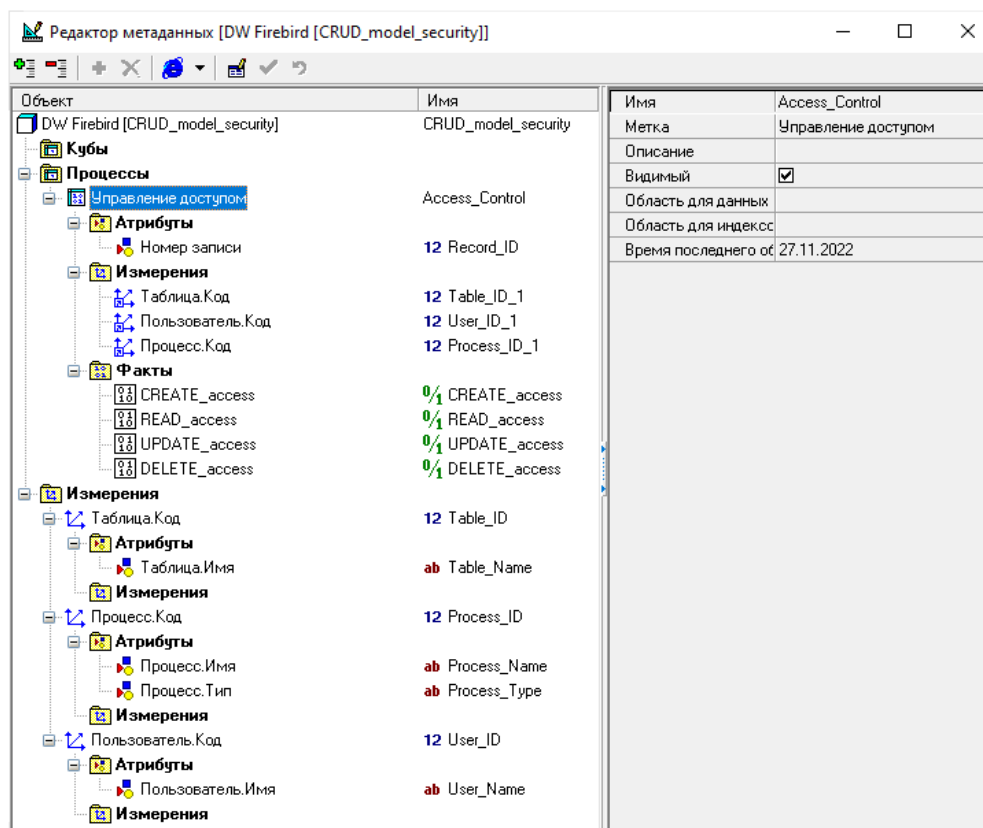 Редактор метаданных [DW Firebird [CRUD_model_security]]
Объект Имя
DW Firebird [CRUD_model_security] CRUD_model_security
Кубы
Процессы
Управление доступом Access_Control
Атрибуты
Номер записи 12 Record_ID
Измерения
Таблица.Код 12 Table_ID_1
Пользователь.Код 12 User_ID_1
Процесс.Код 12 Process_ID_1
Факты
CREATE_access 0/1 CREATE_access
READ_access 0/1 READ_access
UPDATE_access 0/1 UPDATE_access
DELETE_access 0/1 DELETE_access
Измерения
Таблица.Код 12 Table_ID
Атрибуты
Таблица.Имя ab Table_Name
Измерения
Процесс.Код 12 Process_ID
Атрибуты
Процесс.Имя ab Process_Name
Процесс.Тип ab Process_Type
Измерения
Пользователь.Код 12 User_ID
Атрибуты
Пользователь.Имя ab User_Name
Измерения
Имя Access_Control
Метка Управление доступом
Описание
Видимый
Область для данных
Область для индексс
Время последнего об 27.11.2022